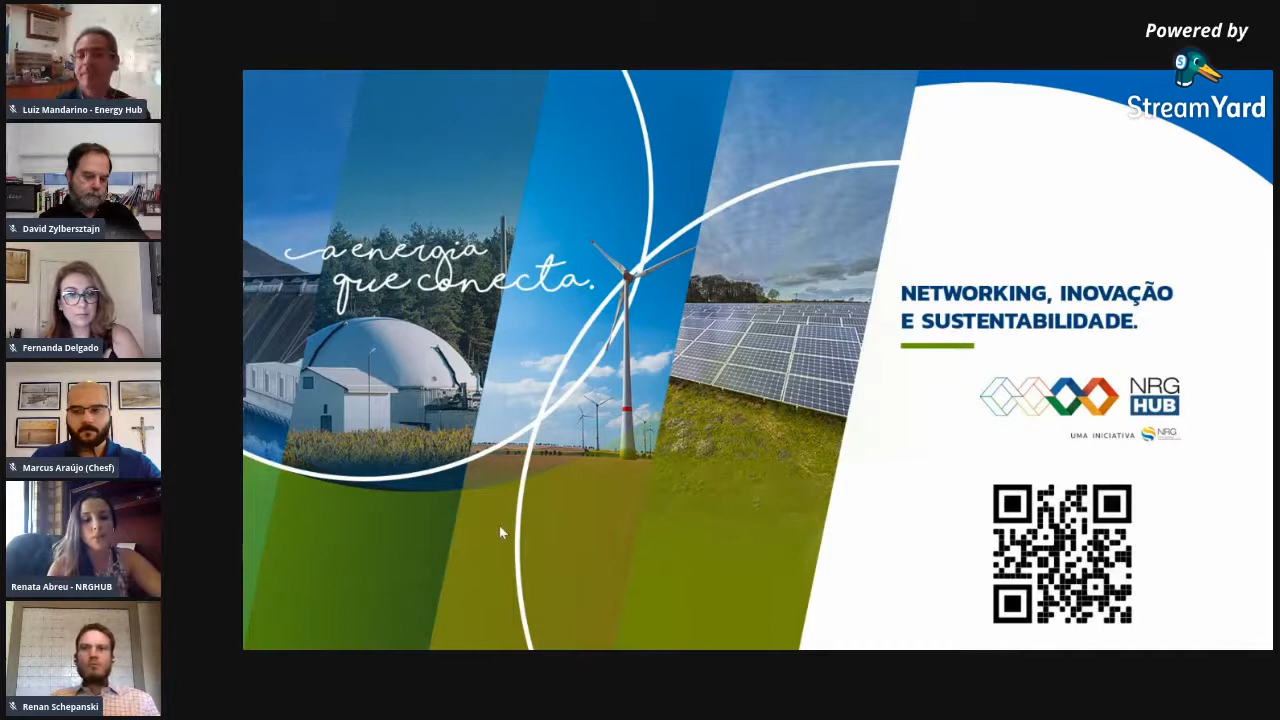 Luiz Mandarino - Energy Hub
David Zylbersztajn
Fernanda Delgado
Marcus Araújo (Chesf)
Renata Abreu - NRGHUB
Renan Schepanski
a energia
que conecta.
Powered by
StreamYard
NETWORKING, INOVAÇÃO
E SUSTENTABILIDADE.
NRG
HUB
UMA INICIATIVA NRG